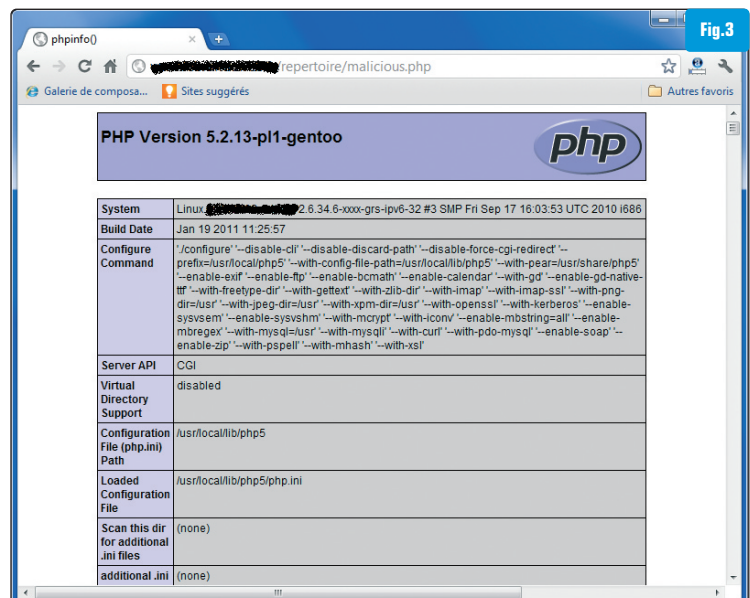 Fig.3
phpinfo()
/repertoire/malicious.php
Galerie de composa...
Sites suggérés
Autres favoris
PHP Version 5.2.13-pl1-gentoo
php
System Linux 2.6.34.6-xxxx-grs-ipv6-32 #3 SMP Fri Sep 17 16:03:53 UTC 2010 i686
Build Date Jan 19 2011 11:25:57
Configure Command './configure' '--disable-cli' '--disable-discard-path' '--disable-force-cgi-redirect' '--
prefix=/usr/local/php5' '--with-config-file-path=/usr/local/lib/php5' '--with-pear=/usr/share/php5'
'--enable-exif' '--enable-ftp' '--enable-bcmath' '--enable-calendar' '--with-gd' '--enable-gd-native-
ttf' '--with-freetype-dir' '--with-gettext' '--with-zlib-dir' '--with-imap' '--with-imap-ssl' '--with-png-
dir=/usr' '--with-jpeg-dir=/usr' '--with-xpm-dir=/usr' '--with-openssl' '--with-kerberos' '--enable-
sysvsem' '--enable-sysvshm' '--with-mcrypt' '--with-iconv' '--enable-mbstring=all' '--enable-
mbregex' '--with-mysql=/usr' '--with-mysqli' '--with-curl' '--with-pdo-mysql' '--enable-soap' '--
enable-zip' '--with-pspell' '--with-mhash' '--with-xsl'
Server API CGI
Virtual Directory Support disabled
Configuration File (php.ini) Path /usr/local/lib/php5
Loaded Configuration File /usr/local/lib/php5/php.ini
Scan this dir for additional .ini files (none)
additional .ini (none)